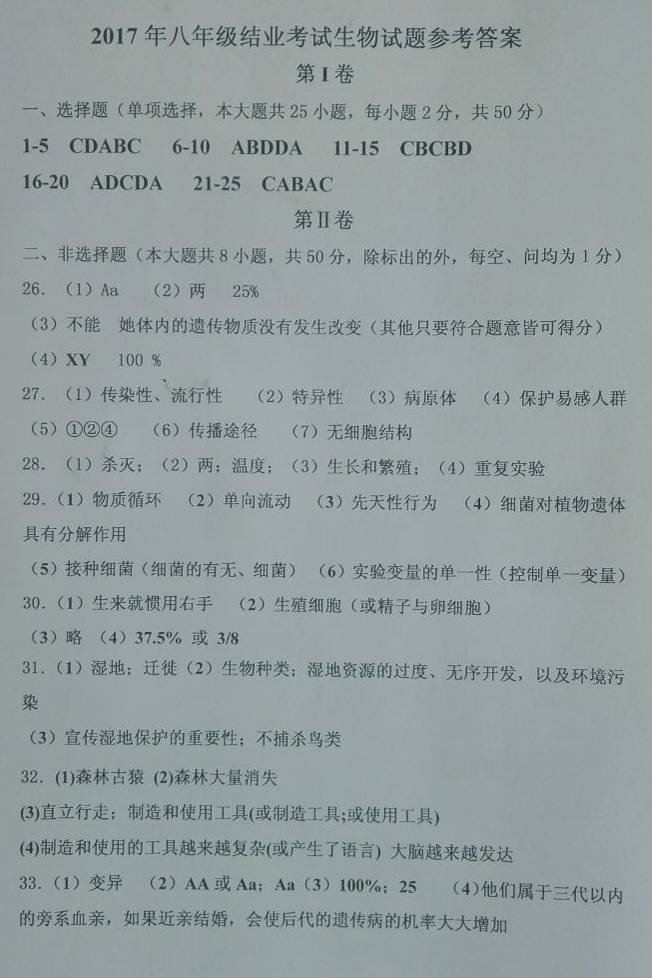 2017 年八年级结业考试生物试题参考答案
第 I 卷
一、选择题（单项选择，本大题共 25 小题，每小题 2 分，共 50 分）
1-5 CDABC 6-10 ABDDA 11-15 CBCBD
16-20 ADCDA 21-25 CABAC
第Ⅱ卷
二、非选择题（本大题共 8 小题，共 50 分，除标出的外，每空、问均为 1 分）
26.（1）Aa （2）两 25%
（3）不能 她体内的遗传物质没有发生改变（其他只要符合题意皆可得分）
（4）XY 100 %
27.（1）传染性、流行性 （2）特异性 （3）病原体 （4）保护易感人群
（5）①②④ （6）传播途径 （7）无细胞结构
28.（1）杀灭；（2）两；温度；（3）生长和繁殖；（4）重复实验
29.（1）物质循环 （2）单向流动 （3）先天性行为 （4）细菌对植物遗体
具有分解作用
（5）接种细菌（细菌的有无、细菌） （6）实验变量的单一性（控制单一变量）
30.（1）生来就惯用右手 （2）生殖细胞（或精子与卵细胞）
（3）略 （4）37.5% 或 3/8
31.（1）湿地；迁徙（2）生物种类；湿地资源的过度、无序开发，以及环境污
染
（3）宣传湿地保护的重要性；不捕杀鸟类
32. (1)森林古猿 (2)森林大量消失
(3)直立行走；制造和使用工具(或制造工具;或使用工具)
(4)制造和使用的工具越来越复杂(或产生了语言) 大脑越来越发达
33.（1）变异 （2）AA 或 Aa；Aa（3）100%；25 （4)他们属于三代以内
的旁系血亲，如果近亲结婚，会使后代的遗传病的机率大大增加